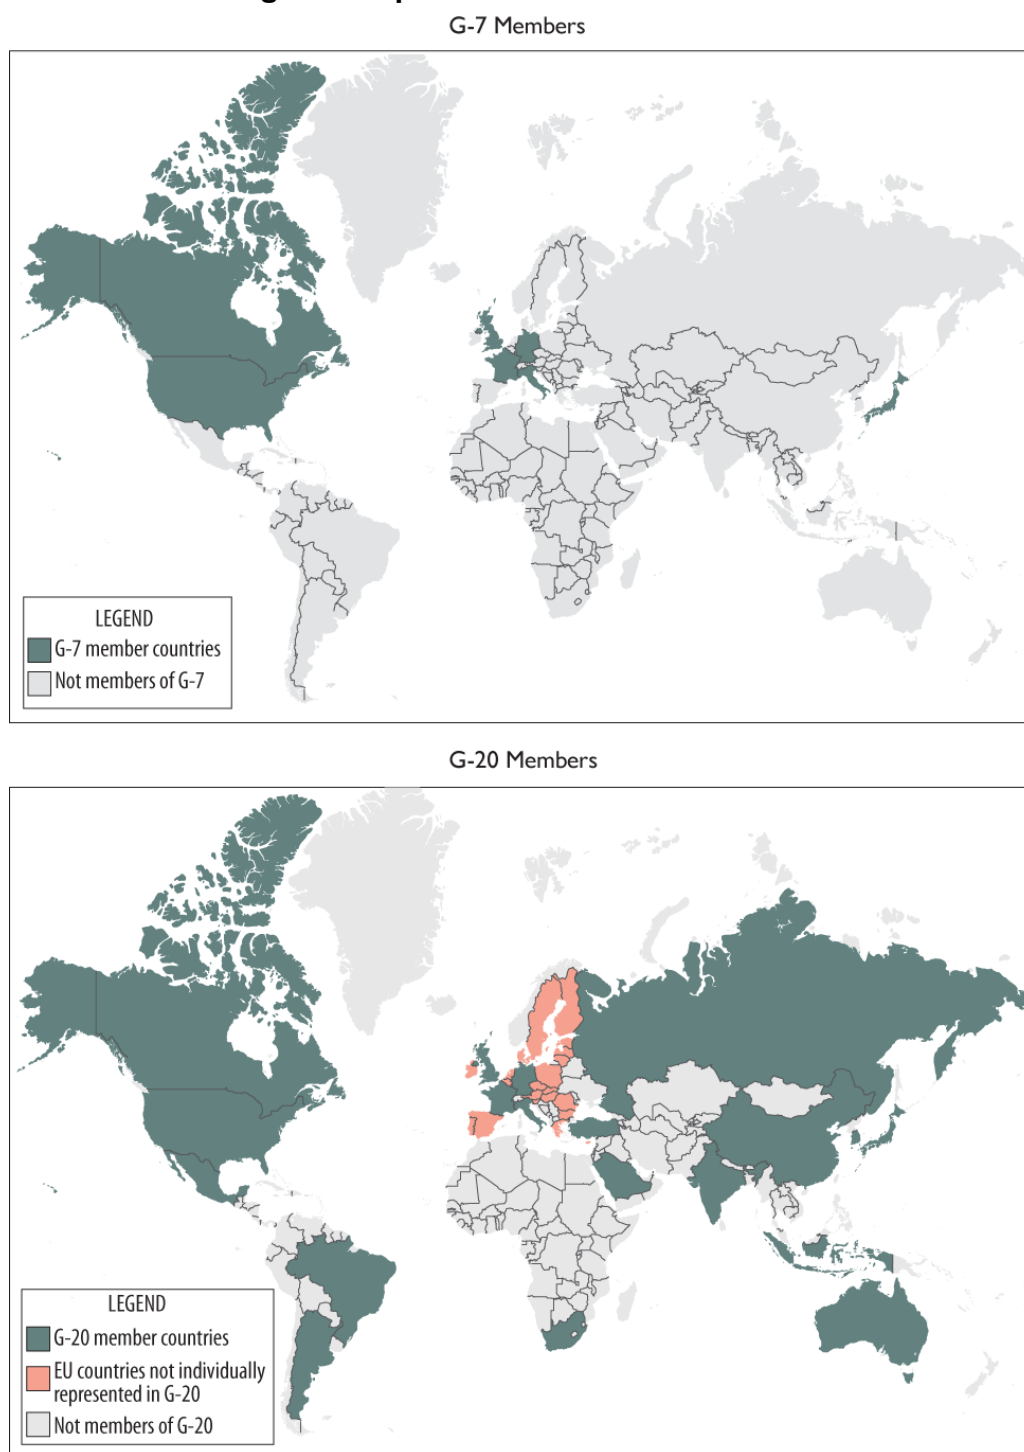 G-7 Members
LEGEND
G-7 member countries
Not members of G-7
G-20 Members
LEGEND
G-20 member countries
EU countries not individually
represented in G-20
Not members of G-20